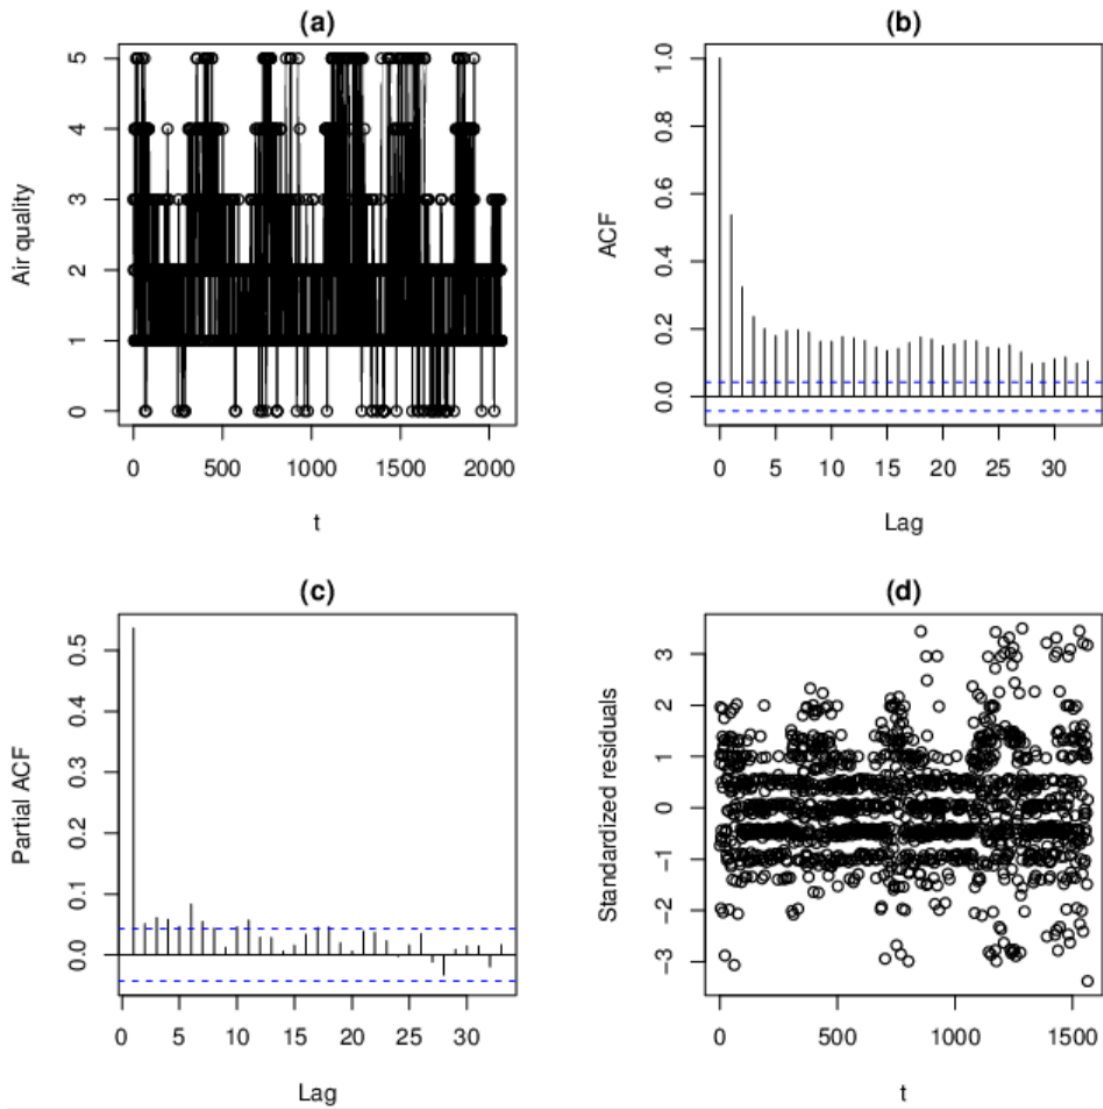 (a)
Air quality
5
4
3
2
1
0
0 500 1000 1500 2000
t
(b)
ACF
1.0
0.8
0.6
0.4
0.2
0.0
0 5 10 15 20 25 30
Lag
(c)
Partial ACF
0.5
0.4
0.3
0.2
0.1
0.0
0 5 10 15 20 25 30
Lag
(d)
Standardized residuals
3
2
1
0
−1
−2
−3
0 500 1000 1500
t